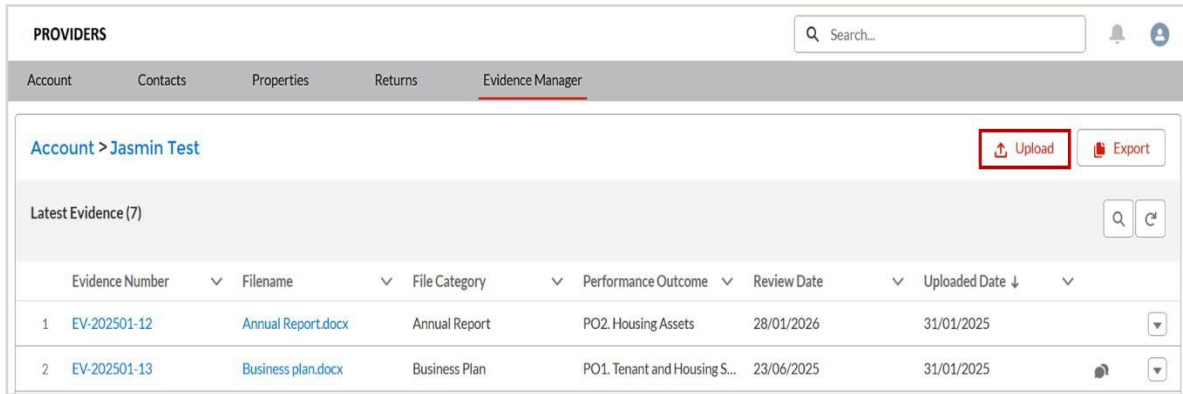 PROVIDERS Search...
Account Contacts Properties Returns Evidence Manager
Account > Jasmin Test Upload Export
Latest Evidence (7)
Evidence Number Filename File Category Performance Outcome Review Date Uploaded Date ↓
1 EV-202501-12 Annual Report.docx Annual Report PO2. Housing Assets 28/01/2026 31/01/2025
2 EV-202501-13 Business plan.docx Business Plan PO1. Tenant and Housing S... 23/06/2025 31/01/2025